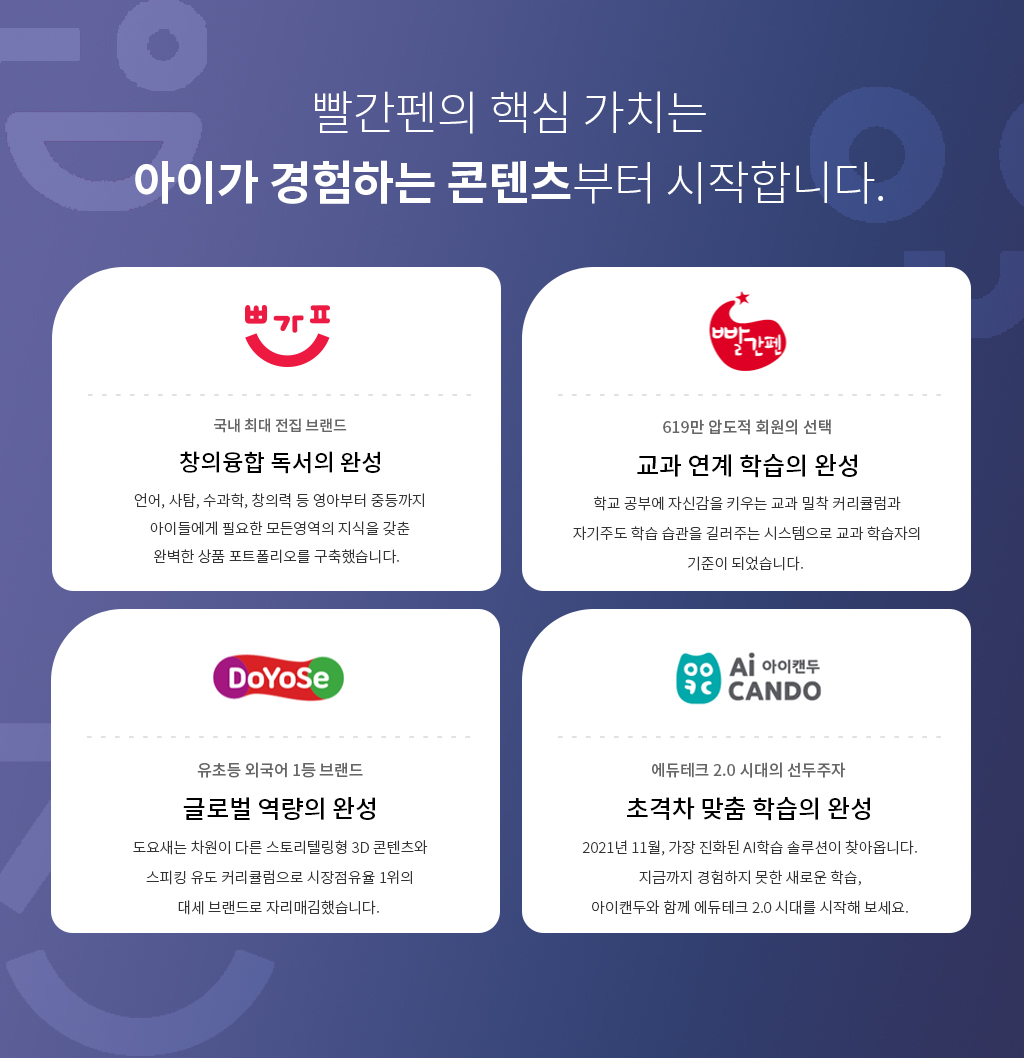 빨간펜의 핵심 가치는
아이가 경험하는 콘텐츠부터 시작합니다.
빠가프
국내 최대 전집 브랜드
창의융합 독서의 완성
언어, 사탐, 수과학, 창의력 등 영아부터 중등까지
아이들에게 필요한 모든영역의 지식을 갖춘
완벽한 상품 포트폴리오를 구축했습니다.
빨간펜
619만 압도적 회원의 선택
교과 연계 학습의 완성
학교 공부에 자신감을 키우는 교과 밀착 커리큘럼과
자기주도 학습 습관을 길러주는 시스템으로 교과 학습자의
기준이 되었습니다.
DoYoSe
유초등 외국어 1등 브랜드
글로벌 역량의 완성
도요새는 차원이 다른 스토리텔링형 3D 콘텐츠와
스피킹 유도 커리큘럼으로 시장점유율 1위의
대세 브랜드로 자리매김했습니다.
Ai 아이캔두
CANDO
에듀테크 2.0 시대의 선두주자
초격차 맞춤 학습의 완성
2021년 11월, 가장 진화된 AI학습 솔루션이 찾아옵니다.
지금까지 경험하지 못한 새로운 학습,
아이캔두와 함께 에듀테크 2.0 시대를 시작해 보세요.